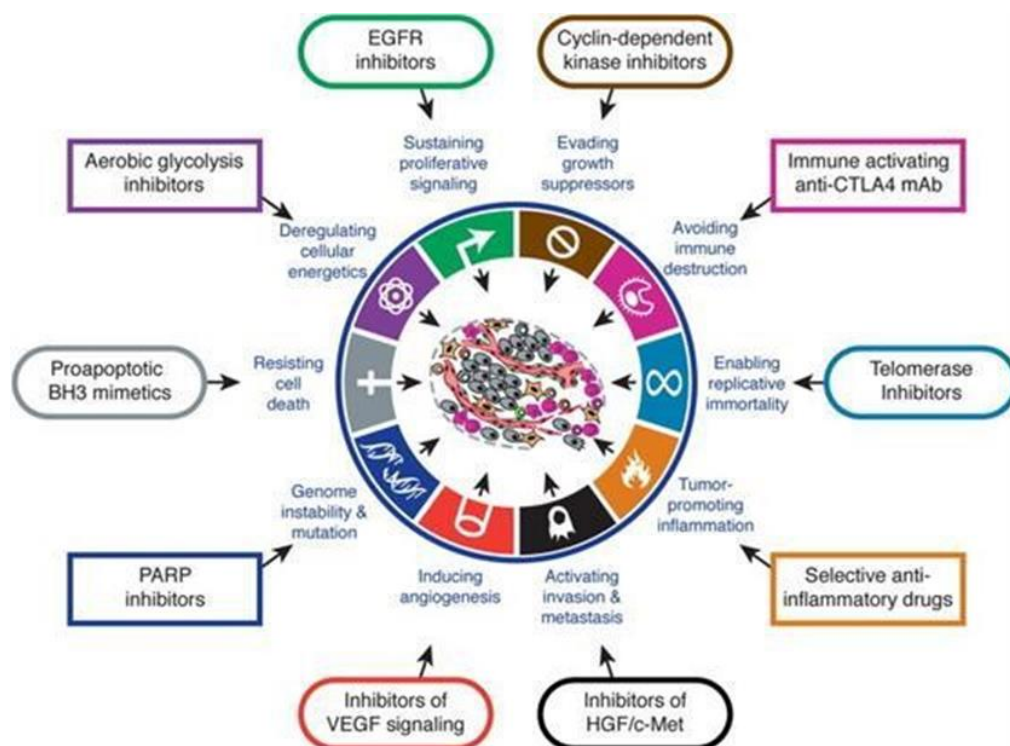 EGFR
inhibitors
Cyclin-dependent
kinase inhibitors
Sustaining
proliferative
signaling
Evading
growth
suppressors
Aerobic glycolysis
inhibitors
Immune activating
anti-CTLA4 mAb
Deregulating
cellular
energetics
Avoiding
immune
destruction
Proapoptotic
BH3 mimetics
Resisting
cell
death
Enabling
replicative
immortality
Telomerase
Inhibitors
Genome
instability &
mutation
Tumor-
promoting
inflammation
PARP
inhibitors
Inducing
angiogenesis
Activating
invasion &
metastasis
Selective anti-
inflammatory drugs
Inhibitors of
VEGF signaling
Inhibitors of
HGF/c-Met